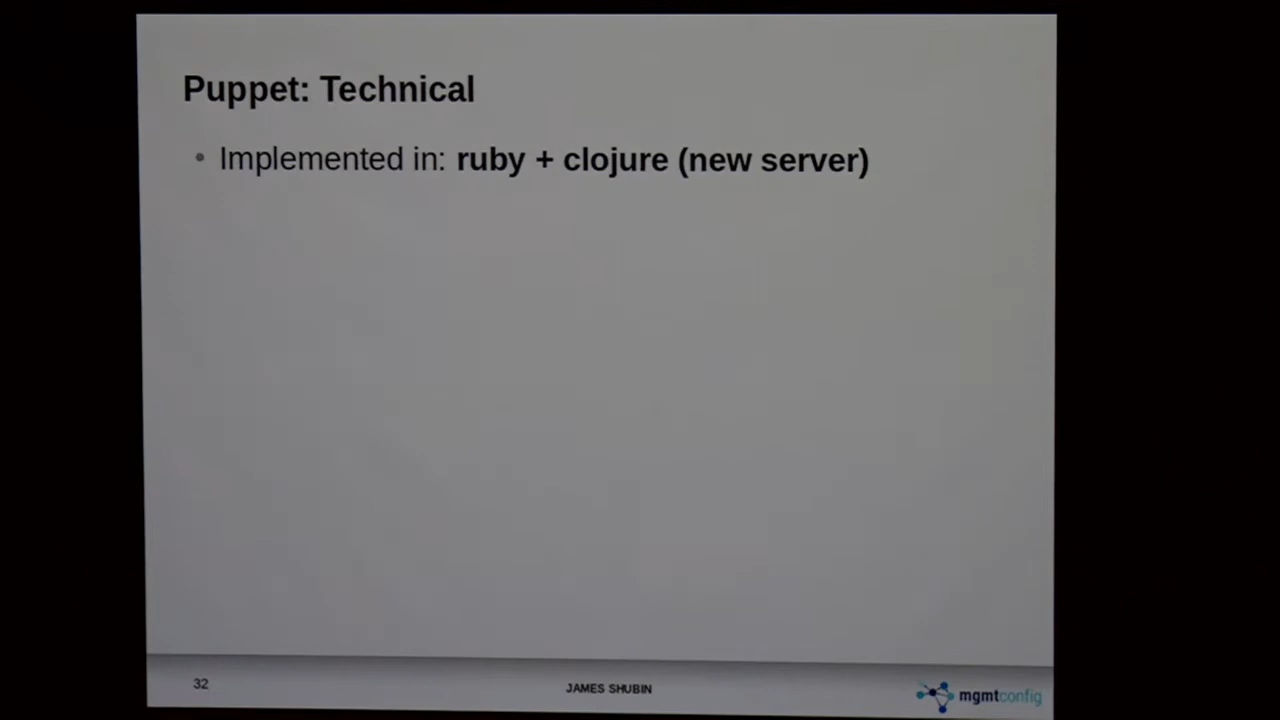 Puppet: Technical
• Implemented in: ruby + clojure (new server)
32
JAMES SHUBIN
mgmtconfig